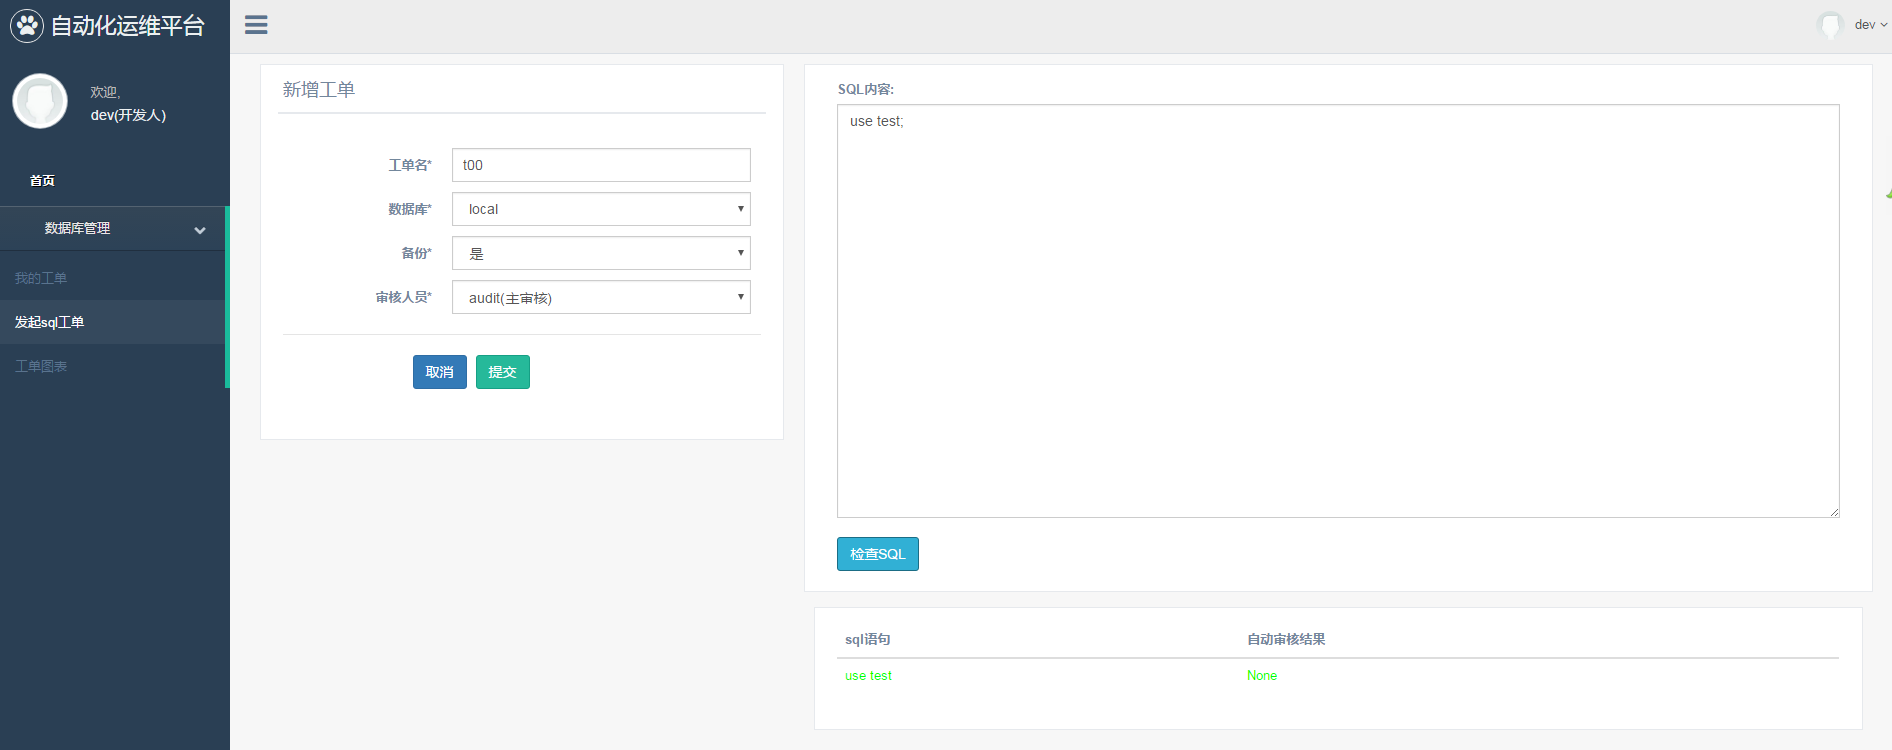 自动化运维平台
dev
欢迎,
dev(开发人)
首页
数据库管理
我的工单
发起sql工单
工单图表
新增工单
工单名* t00
数据库* local
备份* 是
审核人员* audit(主审核)
取消 提交
SQL内容:
use test;
检查SQL
sql语句 自动审核结果
use test None